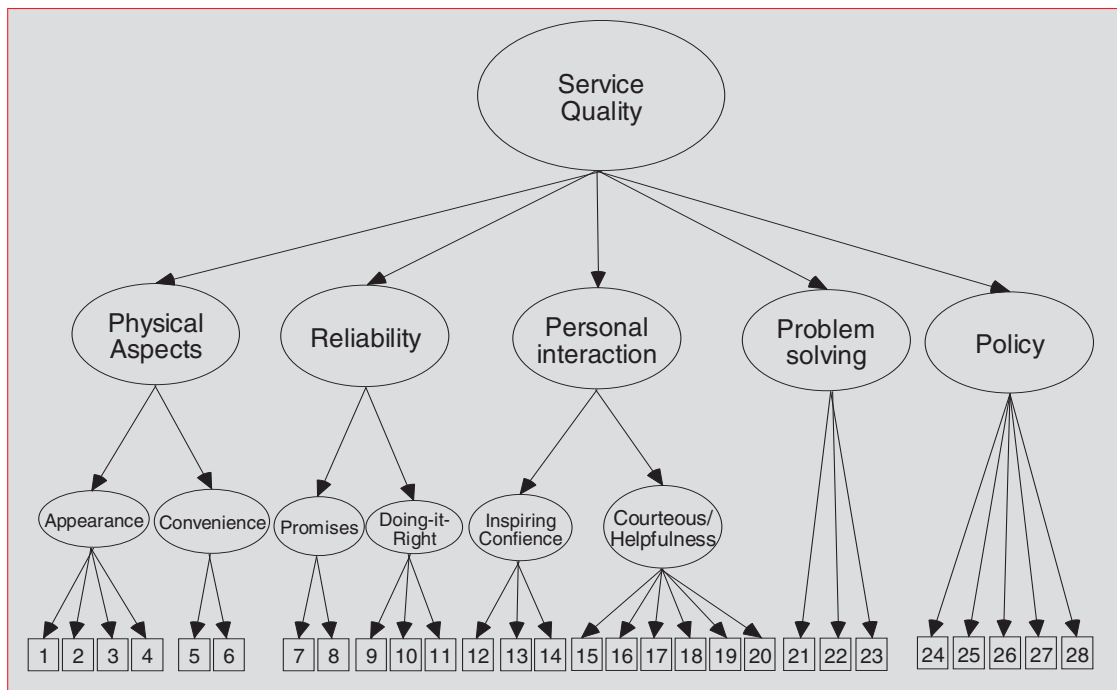 Service
Quality
Physical
Aspects
Reliability
Personal
interaction
Problem
solving
Policy
Appearance
Convenience
Promises
Doing-it-
Right
Inspiring
Confience
Courteous/
Helpfulness
1 2 3 4 5 6 7 8 9 10 11 12 13 14 15 16 17 18 19 20 21 22 23 24 25 26 27 28